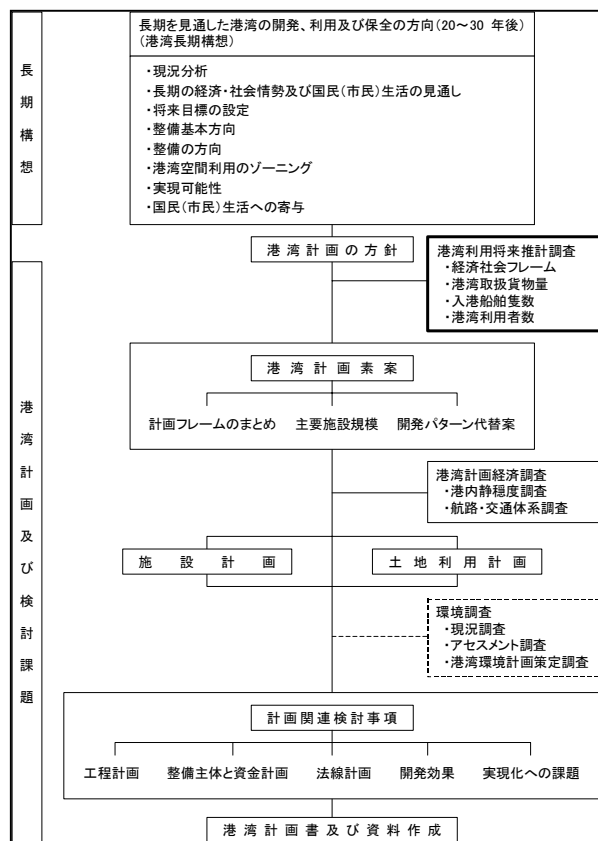 長期構想
長期を見通した港湾の開発、利用及び保全の方向(20～30 年後)
(港湾長期構想)
・現況分析
・長期の経済・社会情勢及び国民(市民)生活の見通し
・将来目標の設定
・整備基本方向
・整備の方向
・港湾空間利用のゾーニング
・実現可能性
・国民(市民)生活への寄与
港湾計画の方針
港湾利用将来推計調査
・経済社会フレーム
・港湾取扱貨物量
・入港船舶隻数
・港湾利用者数
港湾計画及び検討課題
港湾計画素案
計画フレームのまとめ 主要施設規模 開発パターン代替案
港湾計画経済調査
・港内静穏度調査
・航路・交通体系調査
施設計画 土地利用計画
環境調査
・現況調査
・アセスメント調査
・港湾環境計画策定調査
計画関連検討事項
工程計画 整備主体と資金計画 法線計画 開発効果 実現化への課題
港湾計画書及び資料作成